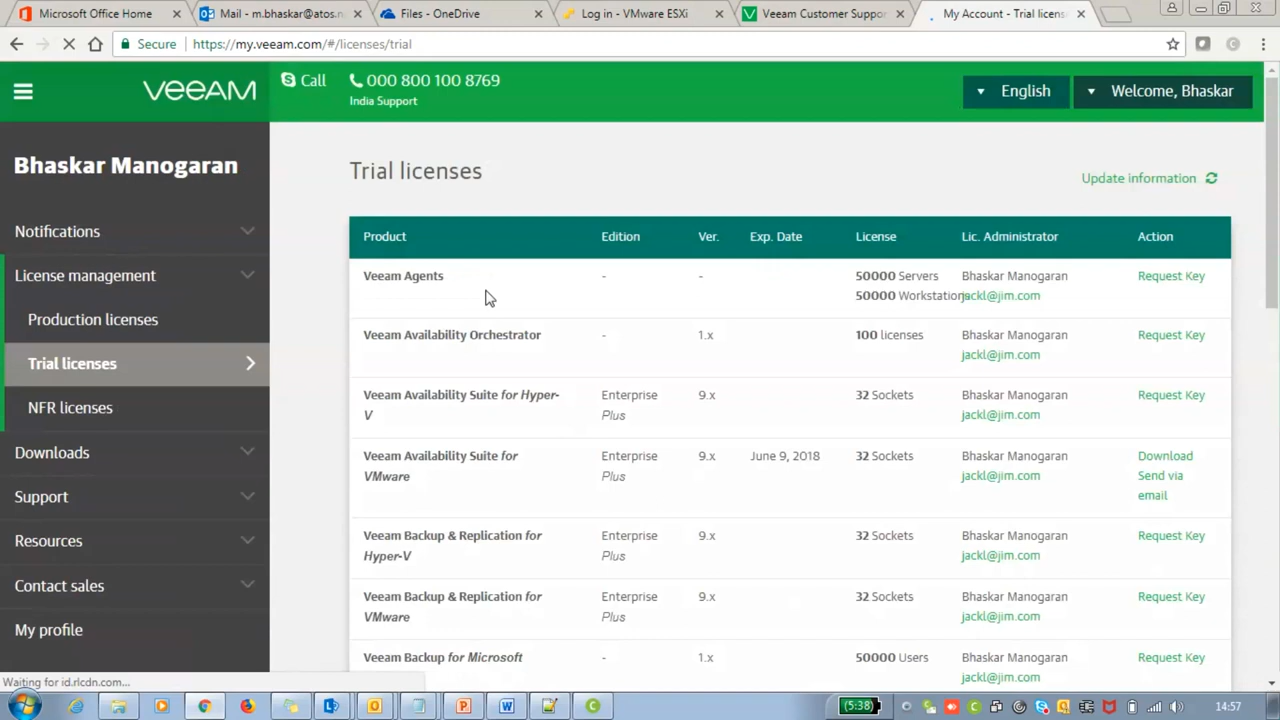 Microsoft Office Home
Mail - m.bhaskar@atos.n
Files - OneDrive
Log in - VMware ESXi
Veeam Customer Suppo
My Account - Trial licens
Secure
https://my.veeam.com/#/licenses/trial
VEEAM
Call
000 800 100 8769
India Support
English
Welcome, Bhaskar
Bhaskar Manogaran
Notifications
License management
Production licenses
Trial licenses
NFR licenses
Downloads
Support
Resources
Contact sales
My profile
Trial licenses
Update information
Product Edition Ver. Exp. Date License Lic. Administrator Action
Veeam Agents - - 50000 Servers Bhaskar Manogaran Request Key
50000 Workstations jackl@jim.com
Veeam Availability Orchestrator - 1.x 100 licenses Bhaskar Manogaran Request Key
jackl@jim.com
Veeam Availability Suite for Hyper- Enterprise 9.x 32 Sockets Bhaskar Manogaran Request Key
V Plus jackl@jim.com
Veeam Availability Suite for Enterprise 9.x June 9, 2018 32 Sockets Bhaskar Manogaran Download
VMware Plus jackl@jim.com Send via
email
Veeam Backup & Replication for Enterprise 9.x 32 Sockets Bhaskar Manogaran Request Key
Hyper-V Plus jackl@jim.com
Veeam Backup & Replication for Enterprise 9.x 32 Sockets Bhaskar Manogaran Request Key
VMware Plus jackl@jim.com
Veeam Backup for Microsoft - 1.x 50000 Users Bhaskar Manogaran Request Key
jackl@jim.com
Waiting for id.rlcdn.com...
(5:38)
14:57